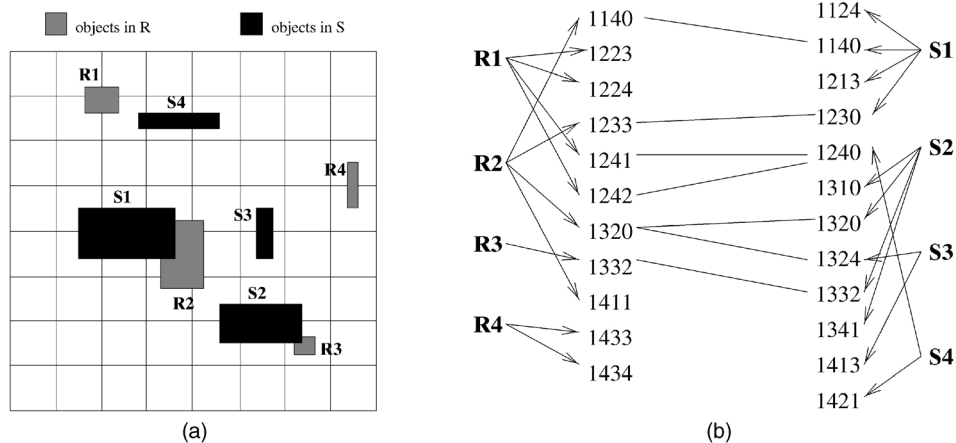 objects in R
objects in S
R1
S4
R4
S1
S3
R2
S2
R3
(a)
R1
R2
R3
R4
1140
1223
1224
1233
1241
1242
1320
1332
1411
1433
1434
1124
1140
1213
1230
1240
1310
1320
1324
1332
1341
1413
1421
S1
S2
S3
S4
(b)